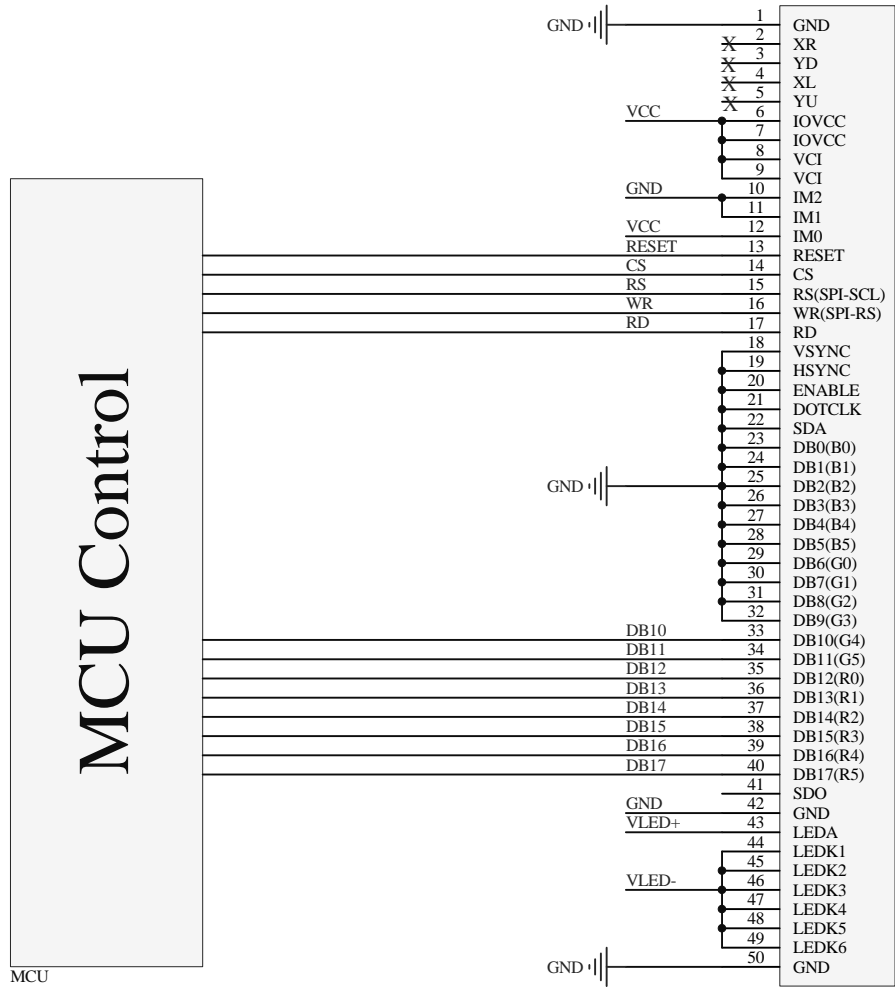 GND 1 GND
X 2 XR
X 3 YD
X 4 XL
X 5 YU
VCC 6 IOVCC
7 IOVCC
8 VCI
9 VCI
GND 10 IM2
11 IM1
VCC 12 IM0
RESET 13 RESET
CS 14 CS
RS 15 RS(SPI-SCL)
WR 16 WR(SPI-RS)
RD 17 RD
18 VSYNC
19 HSYNC
20 ENABLE
21 DOTCLK
22 SDA
23 DB0(B0)
24 DB1(B1)
GND 25 DB2(B2)
26 DB3(B3)
27 DB4(B4)
28 DB5(B5)
29 DB6(G0)
30 DB7(G1)
31 DB8(G2)
32 DB9(G3)
DB10 33 DB10(G4)
DB11 34 DB11(G5)
DB12 35 DB12(R0)
DB13 36 DB13(R1)
DB14 37 DB14(R2)
DB15 38 DB15(R3)
DB16 39 DB16(R4)
DB17 40 DB17(R5)
41 SDO
GND 42 GND
VLED+ 43 LEDA
44 LEDK1
45 LEDK2
VLED- 46 LEDK3
47 LEDK4
48 LEDK5
49 LEDK6
GND 50 GND
MCU Control
MCU